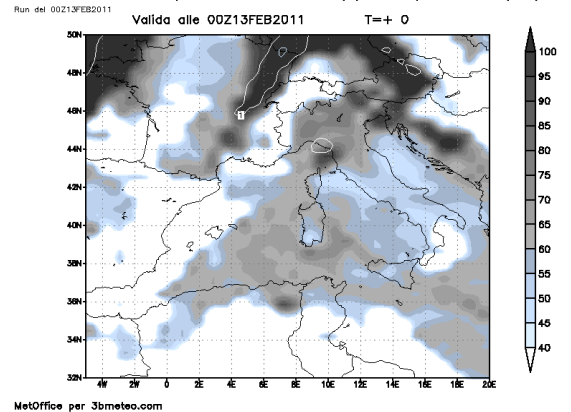 Run del 00Z13FEB2011
Valida alle 00Z13FEB2011 T=+ 0
50N
48N
46N
44N
42N
40N
38N
36N
34N
32N
4W 2W 0 2E 4E 6E 8E 10E 12E 14E 16E 18E 20E
1
100
95
90
85
80
75
70
65
60
55
50
45
40
MetOffice per 3bmeteo.com